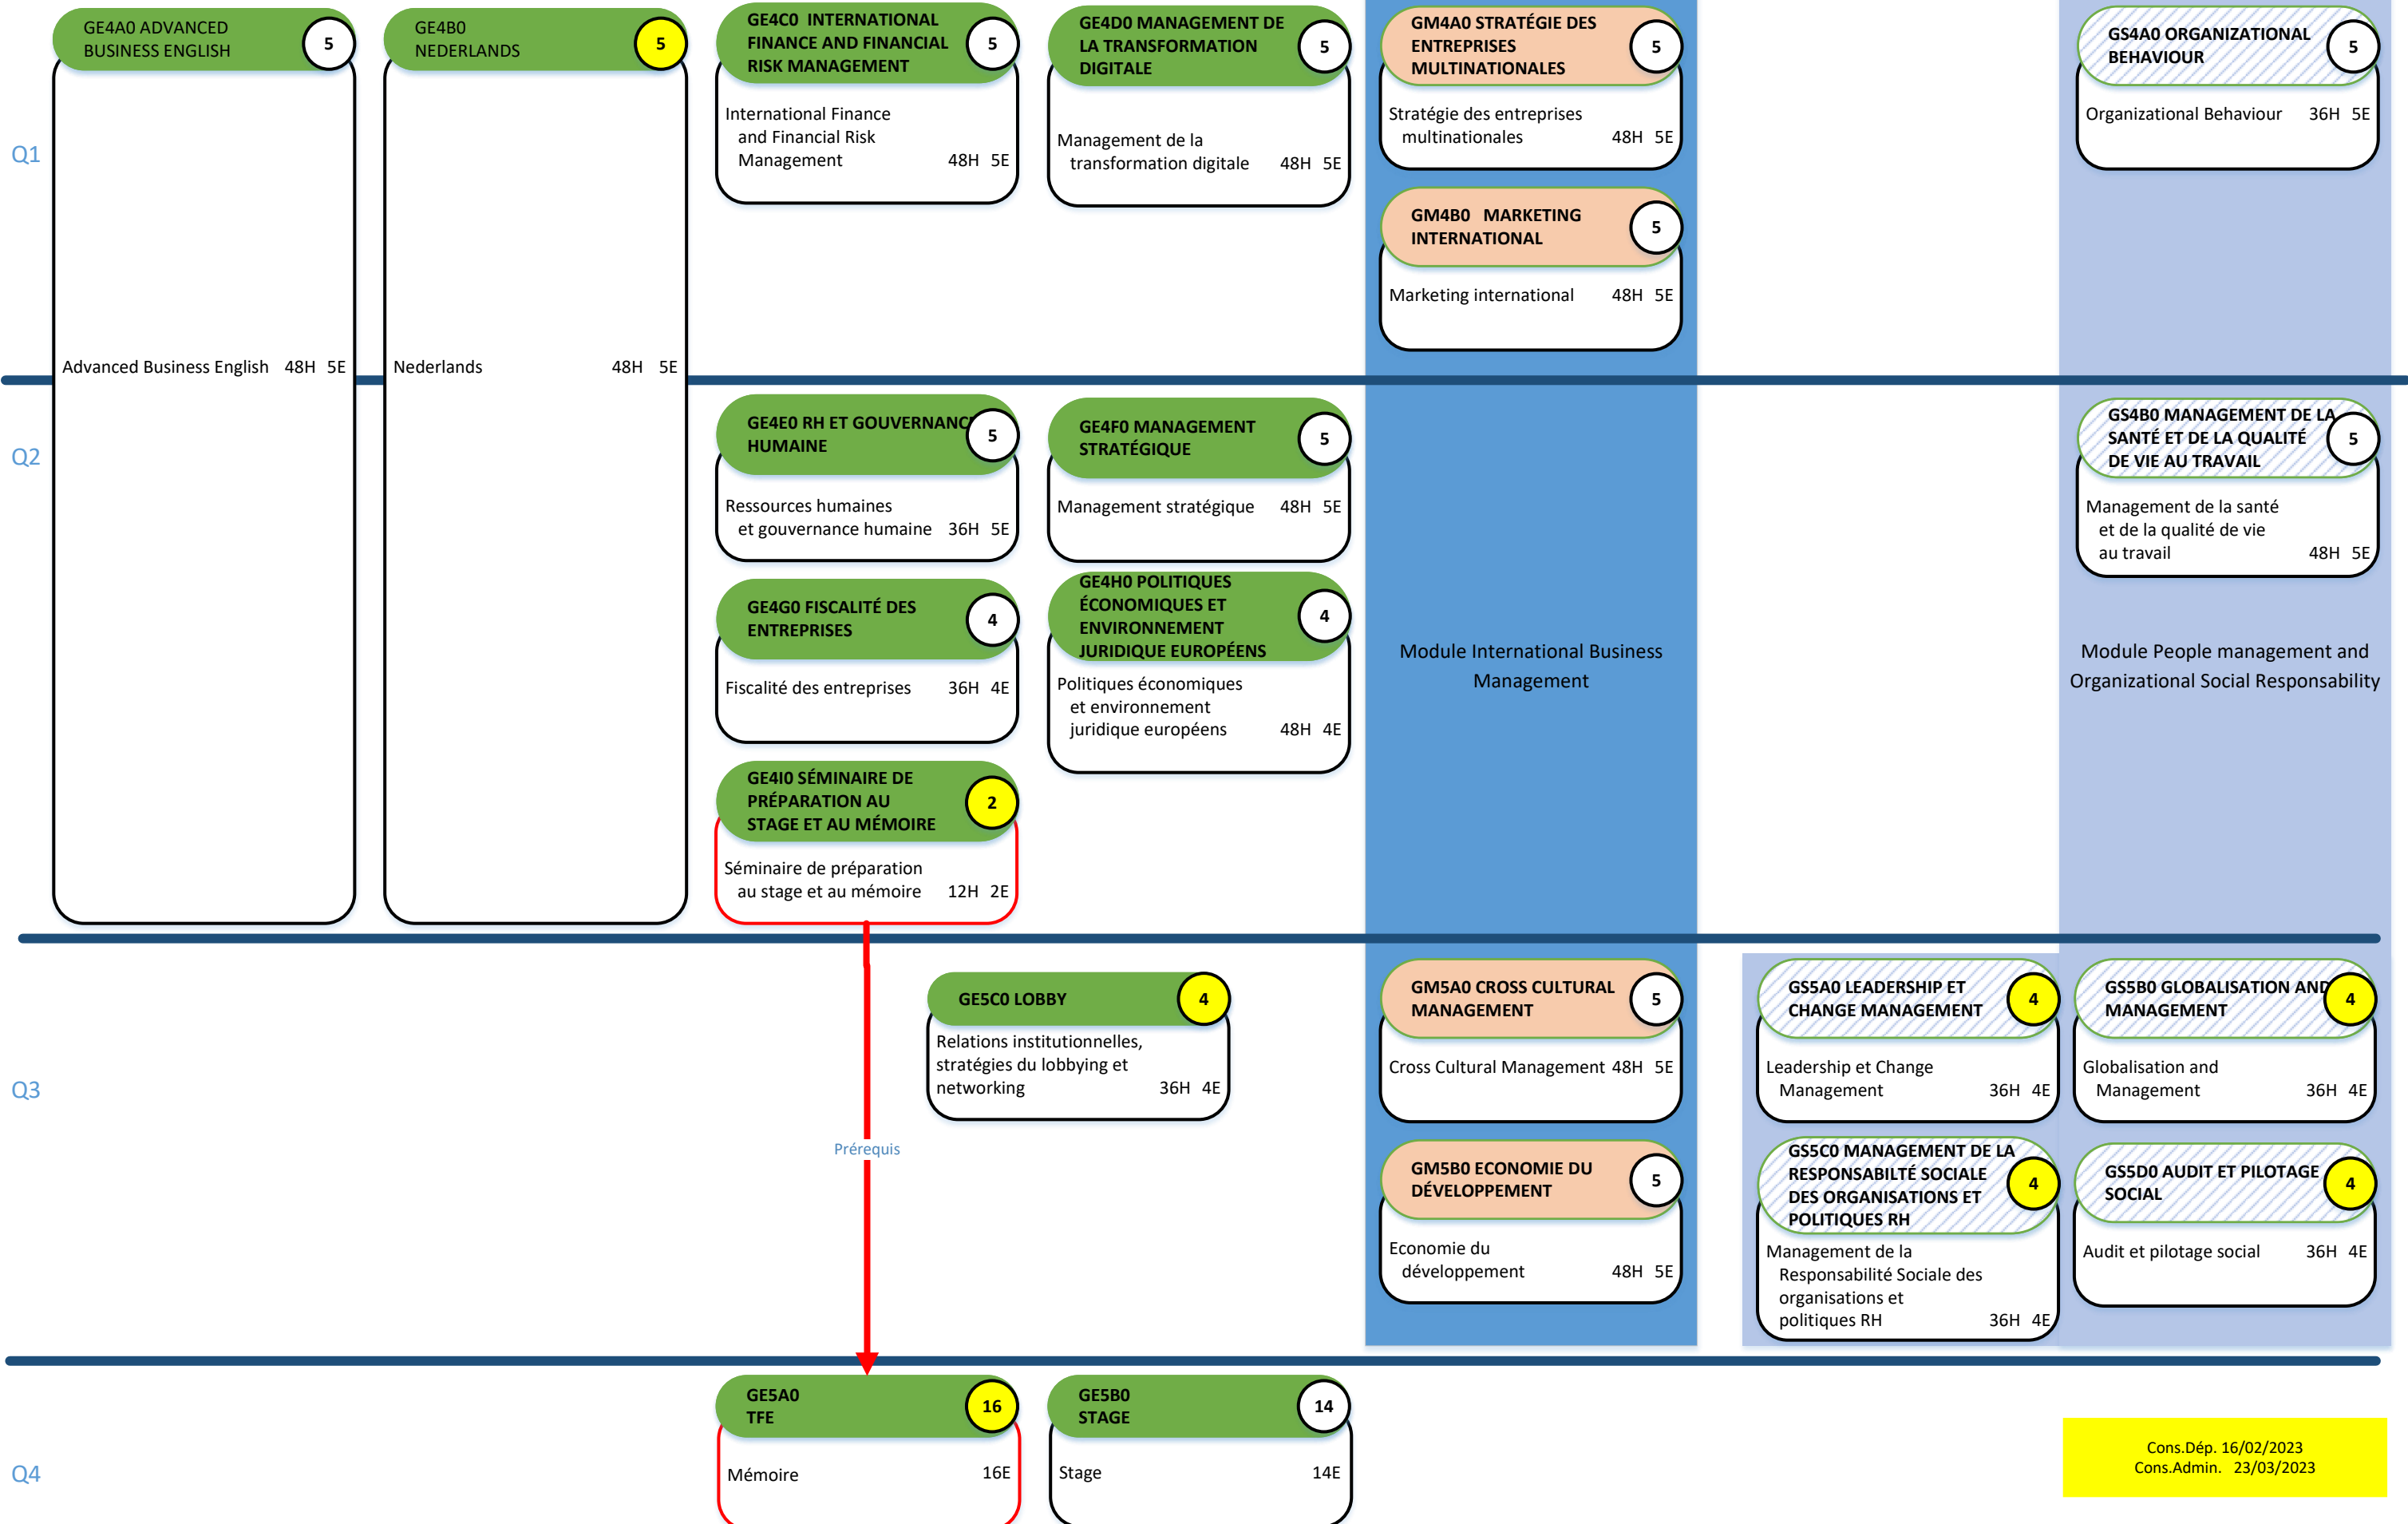 GE4A0 ADVANCED
BUSINESS ENGLISH
5
Advanced Business English 48H 5E
GE4B0
NEDERLANDS
5
Nederlands 48H 5E
Q1
GE4C0 INTERNATIONAL
FINANCE AND FINANCIAL
RISK MANAGEMENT
5
International Finance
and Financial Risk
Management 48H 5E
GE4D0 MANAGEMENT DE
LA TRANSFORMATION
DIGITALE
5
Management de la
transformation digitale 48H 5E
GM4A0 STRATÉGIE DES
ENTREPRISES
MULTINATIONALES
5
Stratégie des entreprises
multinationales 48H 5E
GM4B0 MARKETING
INTERNATIONAL
5
Marketing international 48H 5E
GS4A0 ORGANIZATIONAL
BEHAVIOUR
5
Organizational Behaviour 36H 5E
Q2
GE4E0 RH ET GOUVERNANC
HUMAINE
5
Ressources humaines
et gouvernance humaine 36H 5E
GE4F0 MANAGEMENT
STRATÉGIQUE
5
Management stratégique 48H 5E
GE4G0 FISCALITÉ DES
ENTREPRISES
4
Fiscalité des entreprises 36H 4E
GE4H0 POLITIQUES
ÉCONOMIQUES ET
ENVIRONNEMENT
JURIDIQUE EUROPÉENS
4
Politiques économiques
et environnement
juridique européens 48H 4E
GE4I0 SÉMINAIRE DE
PRÉPARATION AU
STAGE ET AU MÉMOIRE
2
Séminaire de préparation
au stage et au mémoire 12H 2E
Module International Business
Management
GS4B0 MANAGEMENT DE LA
SANTÉ ET DE LA QUALITÉ
DE VIE AU TRAVAIL
5
Management de la santé
et de la qualité de vie
au travail 48H 5E
Module People management and
Organizational Social Responsability
Q3
Prérequis
GE5C0 LOBBY
4
Relations institutionnelles,
stratégies du lobbying et
networking 36H 4E
GM5A0 CROSS CULTURAL
MANAGEMENT
5
Cross Cultural Management 48H 5E
GM5B0 ECONOMIE DU
DÉVELOPPEMENT
5
Economie du
développement 48H 5E
GS5A0 LEADERSHIP ET
CHANGE MANAGEMENT
4
Leadership et Change
Management 36H 4E
GS5B0 GLOBALISATION AND
MANAGEMENT
4
Globalisation and
Management 36H 4E
GS5C0 MANAGEMENT DE LA
RESPONSABILTÉ SOCIALE
DES ORGANISATIONS ET
POLITIQUES RH
4
Management de la
Responsabilité Sociale des
organisations et
politiques RH 36H 4E
GS5D0 AUDIT ET PILOTAGE
SOCIAL
4
Audit et pilotage social 36H 4E
Q4
GE5A0
TFE
16
Mémoire 16E
GE5B0
STAGE
14
Stage 14E
Cons.Dép. 16/02/2023
Cons.Admin. 23/03/2023